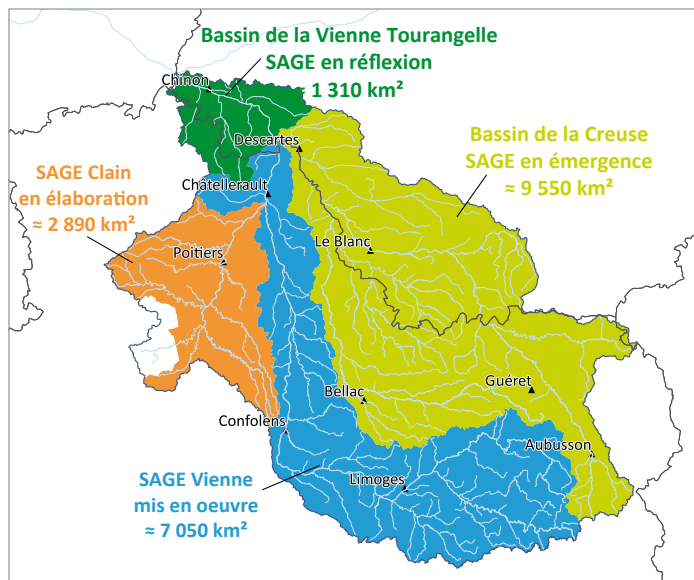 Bassin de la Vienne Tourangelle
SAGE en réflexion
≈ 1 310 km²
Chinon
Descartes
Bassin de la Creuse
SAGE en émergence
≈ 9 550 km²
SAGE Clain
en élaboration
≈ 2 890 km²
Châtellerault
Le Blanc
Poitiers
Guéret
Bellac
Confolens
Aubusson
SAGE Vienne
mis en oeuvre
≈ 7 050 km²
Limoges